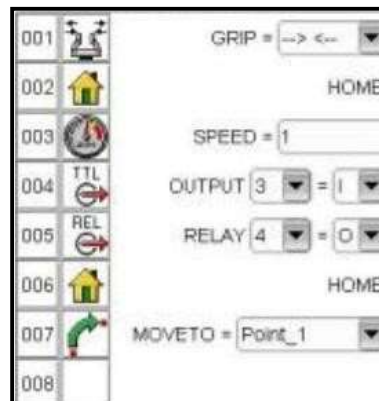 001 GRIP = --> <--
002 HOME
003 SPEED = 1
004 TTL OUTPUT 3 = I
005 REL RELAY 4 = O
006 HOME
007 MOVETO = Point_1
008